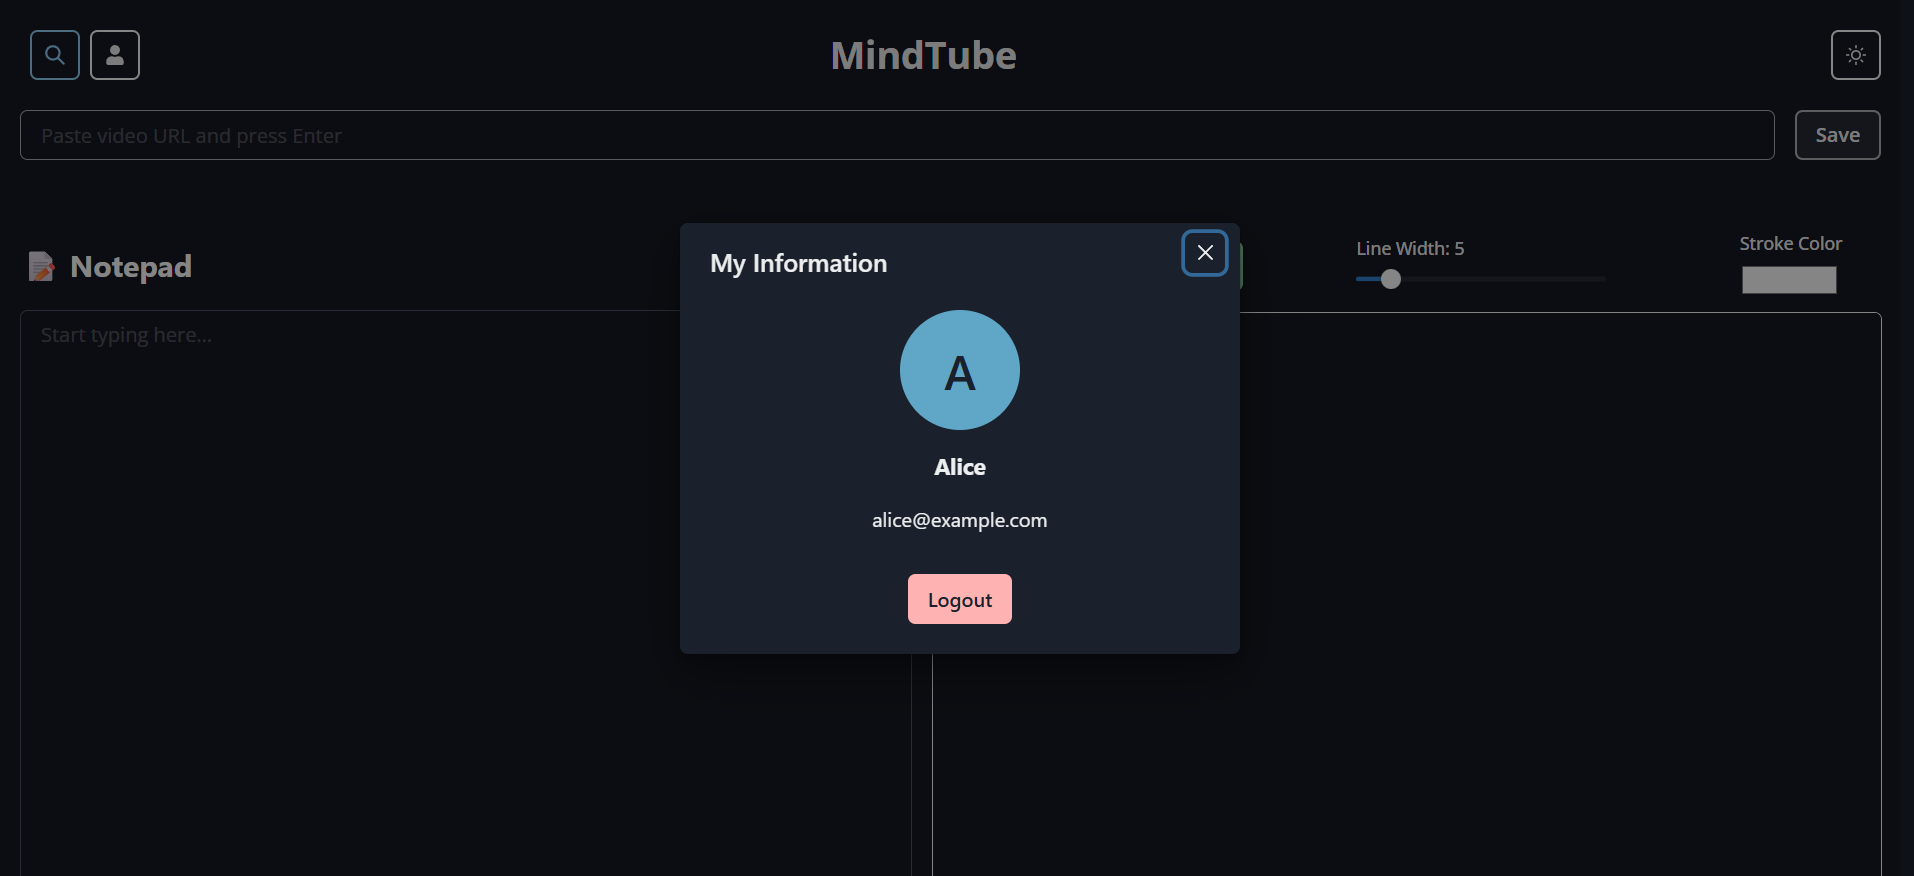 MindTube
Paste video URL and press Enter
Save
Notepad
Line Width: 5
Stroke Color
Start typing here...
My Information
A
Alice
alice@example.com
Logout